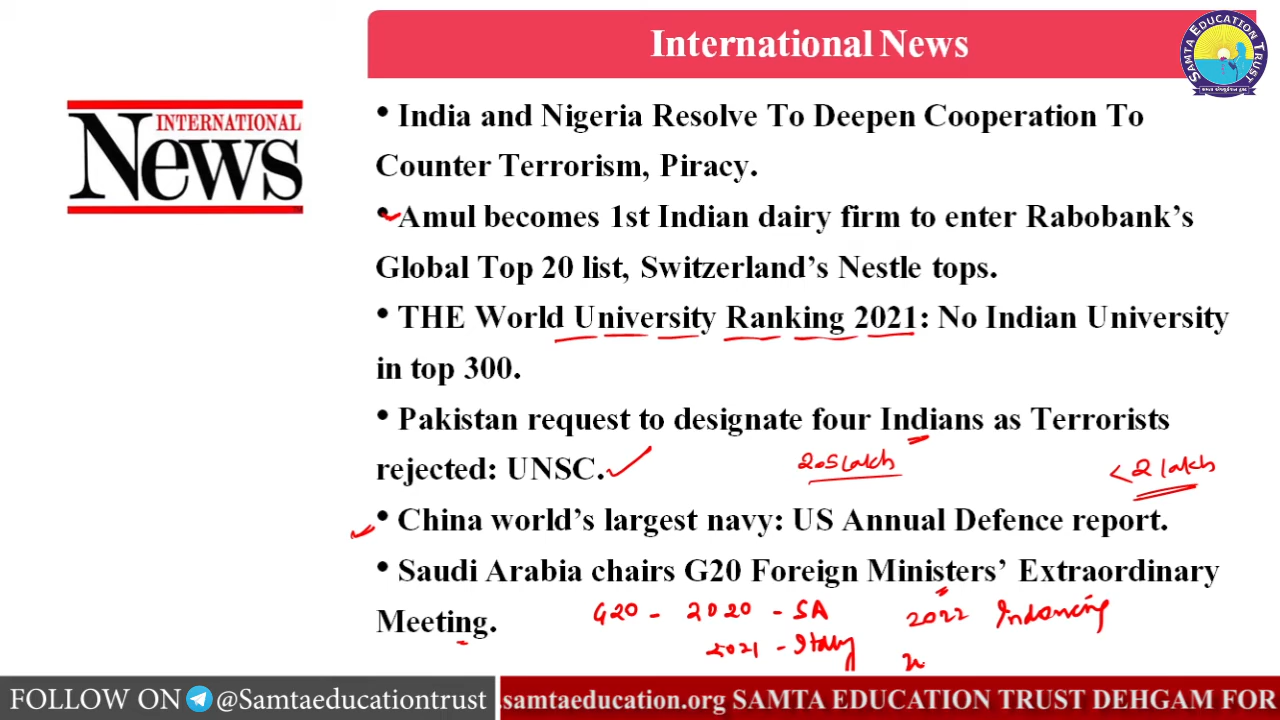 International News
SAMTA EDUCATION TRUST
INTERNATIONAL
News
• India and Nigeria Resolve To Deepen Cooperation To
Counter Terrorism, Piracy.
• Amul becomes 1st Indian dairy firm to enter Rabobank’s
Global Top 20 list, Switzerland’s Nestle tops.
• THE World University Ranking 2021: No Indian University
in top 300.
• Pakistan request to designate four Indians as Terrorists
rejected: UNSC.
2.5 lakh
<2 lakh
• China world’s largest navy: US Annual Defence report.
• Saudi Arabia chairs G20 Foreign Ministers’ Extraordinary
Meeting.
G20 - 2020 - SA
2022
2021 - Italy
FOLLOW ON @Samtaeducationtrust
.samtaeducation.org SAMTA EDUCATION TRUST DEHGAM FOR